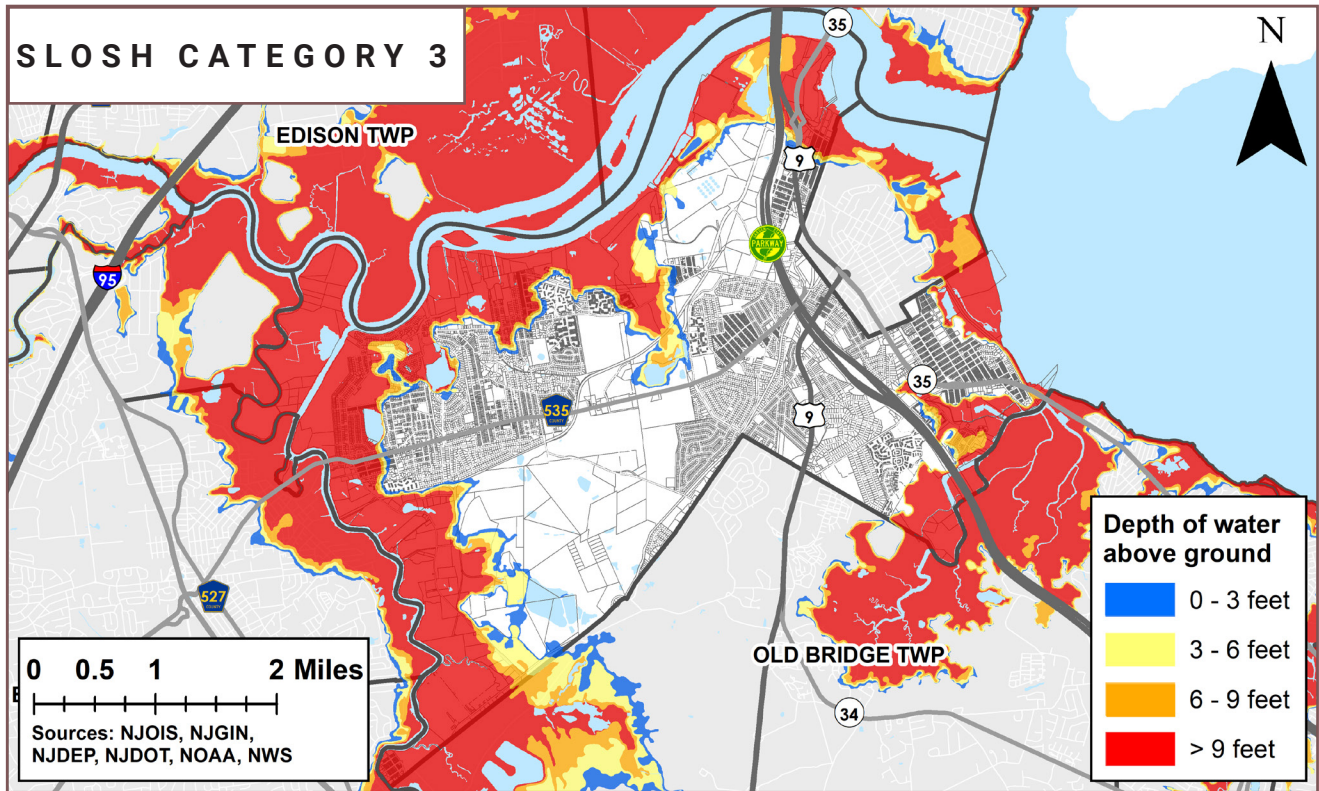 SLOSH CATEGORY 3
35
N
EDISON TWP
9
PARKWAY
95
35
535
COUNTY
9
Depth of water
above ground
0 - 3 feet
3 - 6 feet
6 - 9 feet
> 9 feet
527
COUNTY
OLD BRIDGE TWP
34
0 0.5 1 2 Miles
Sources: NJOIS, NJGIN,
NJDEP, NJDOT, NOAA, NWS